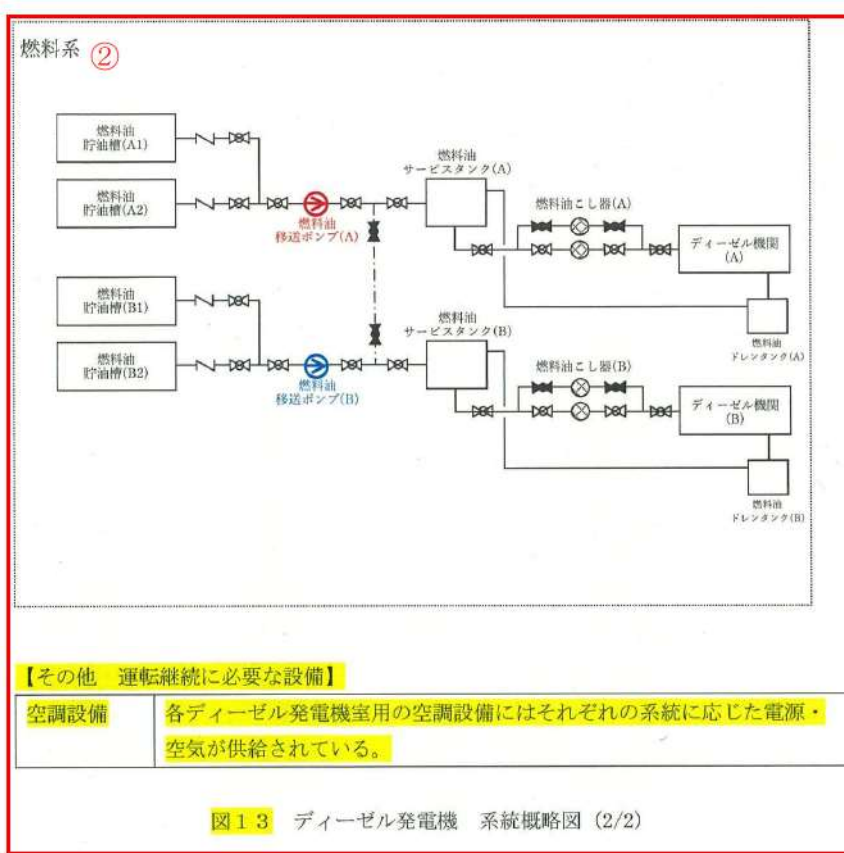 燃料系 ②
燃料油
貯油槽(A1)
燃料油
貯油槽(A2)
燃料油
移送ポンプ(A)
燃料油
サービスタンク(A)
燃料油こし器(A)
ディーゼル機関
(A)
燃料油
ドレンタンク(A)
燃料油
貯油槽(B1)
燃料油
貯油槽(B2)
燃料油
移送ポンプ(B)
燃料油
サービスタンク(B)
燃料油こし器(B)
ディーゼル機関
(B)
燃料油
ドレンタンク(B)
【その他 運転継続に必要な設備】
空調設備
各ディーゼル発電機室用の空調設備にはそれぞれの系統に応じた電源・
空気が供給されている。
図13 ディーゼル発電機 系統概略図 (2/2)